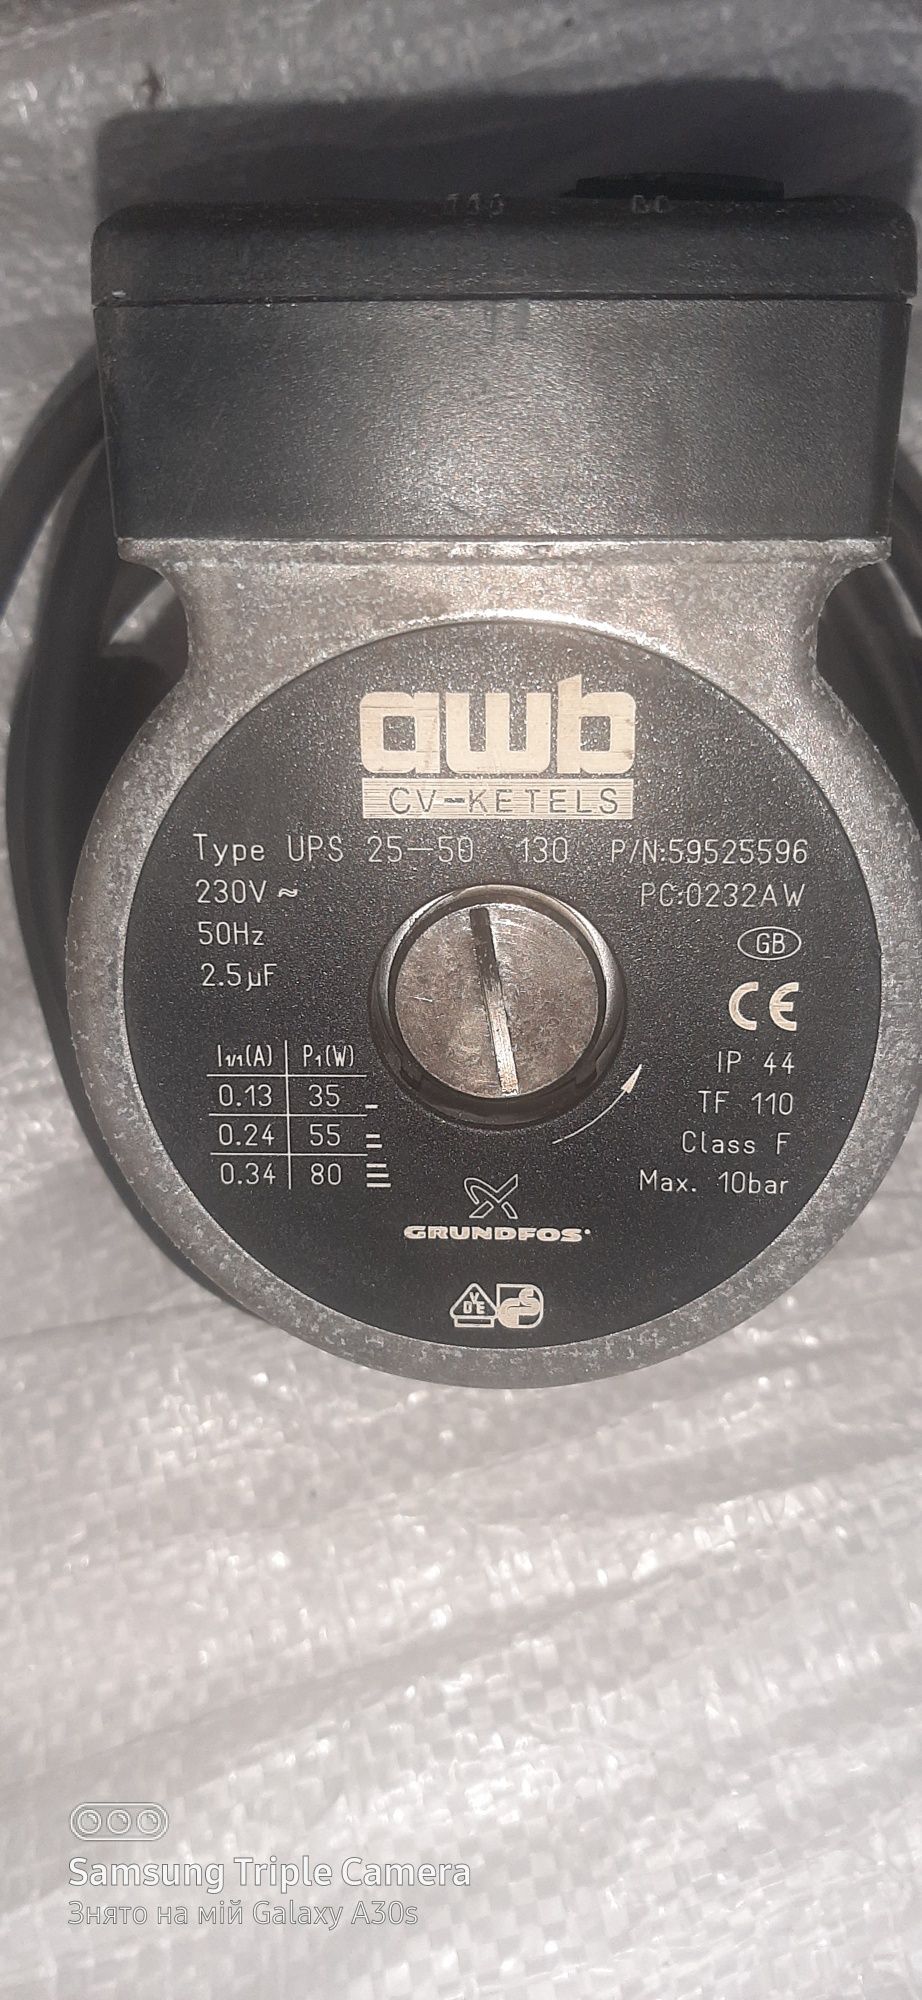 awb
CV-KETELS
Type UPS 25-50 130 P/N:59525596
230V ~ PC:0232AW
50Hz GB
2.5µF CE
I1/1(A) P1(W) IP 44
0.13 35 TF 110
0.24 55 Class F
0.34 80 Max. 10bar
GRUNDFOS
VDE
Samsung Triple Camera
Знято на мій Galaxy A30s